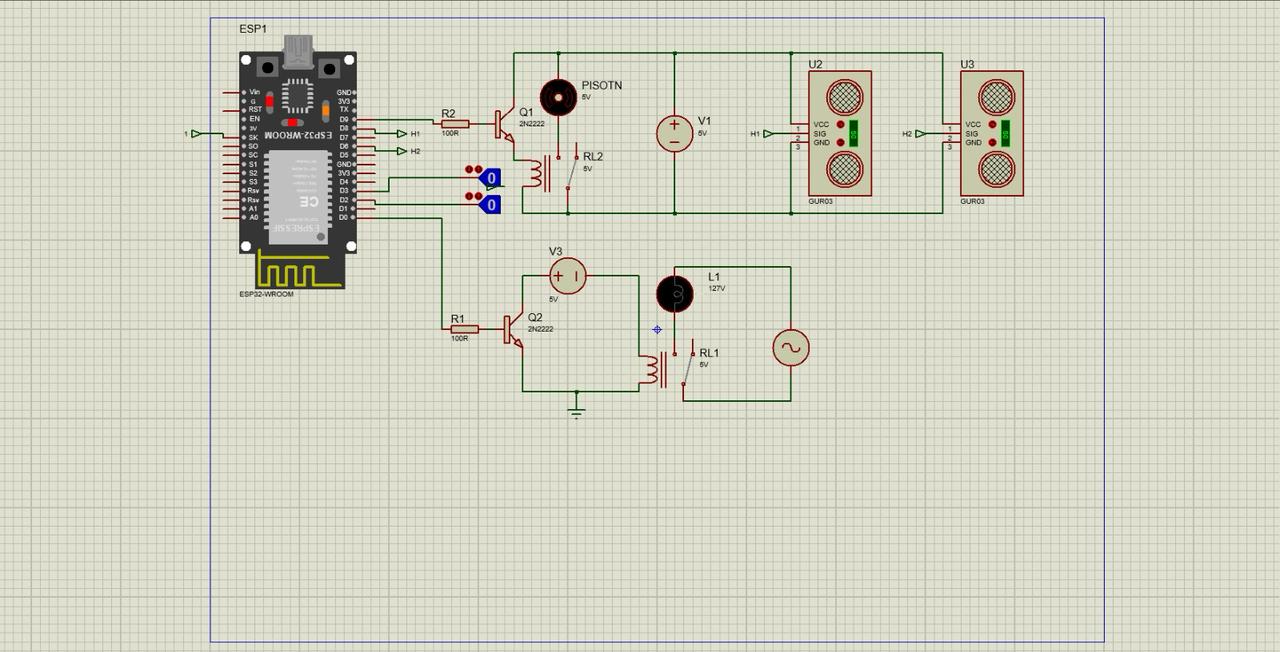 ESP1
Vin
G
RST
EN
3V
SK
SO
SC
S1
S2
S3
Rsv
Rsv
A1
A0
GND
3V3
TX
D9
D8
D7
D6
D5
GND
3V3
D4
D3
D2
D1
D0
ESP32-WROOM
CE
ESPRESSIF
ESP32-WROOM
1
H1
H2
R2
100R
Q1
2N2222
PISOTN
5V
RL2
5V
V1
5V
0
0
U2
H1
1
2
3
VCC
SIG
GND
GUR03
U3
H2
1
2
3
VCC
SIG
GND
GUR03
V3
5V
R1
100R
Q2
2N2222
L1
127V
RL1
5V